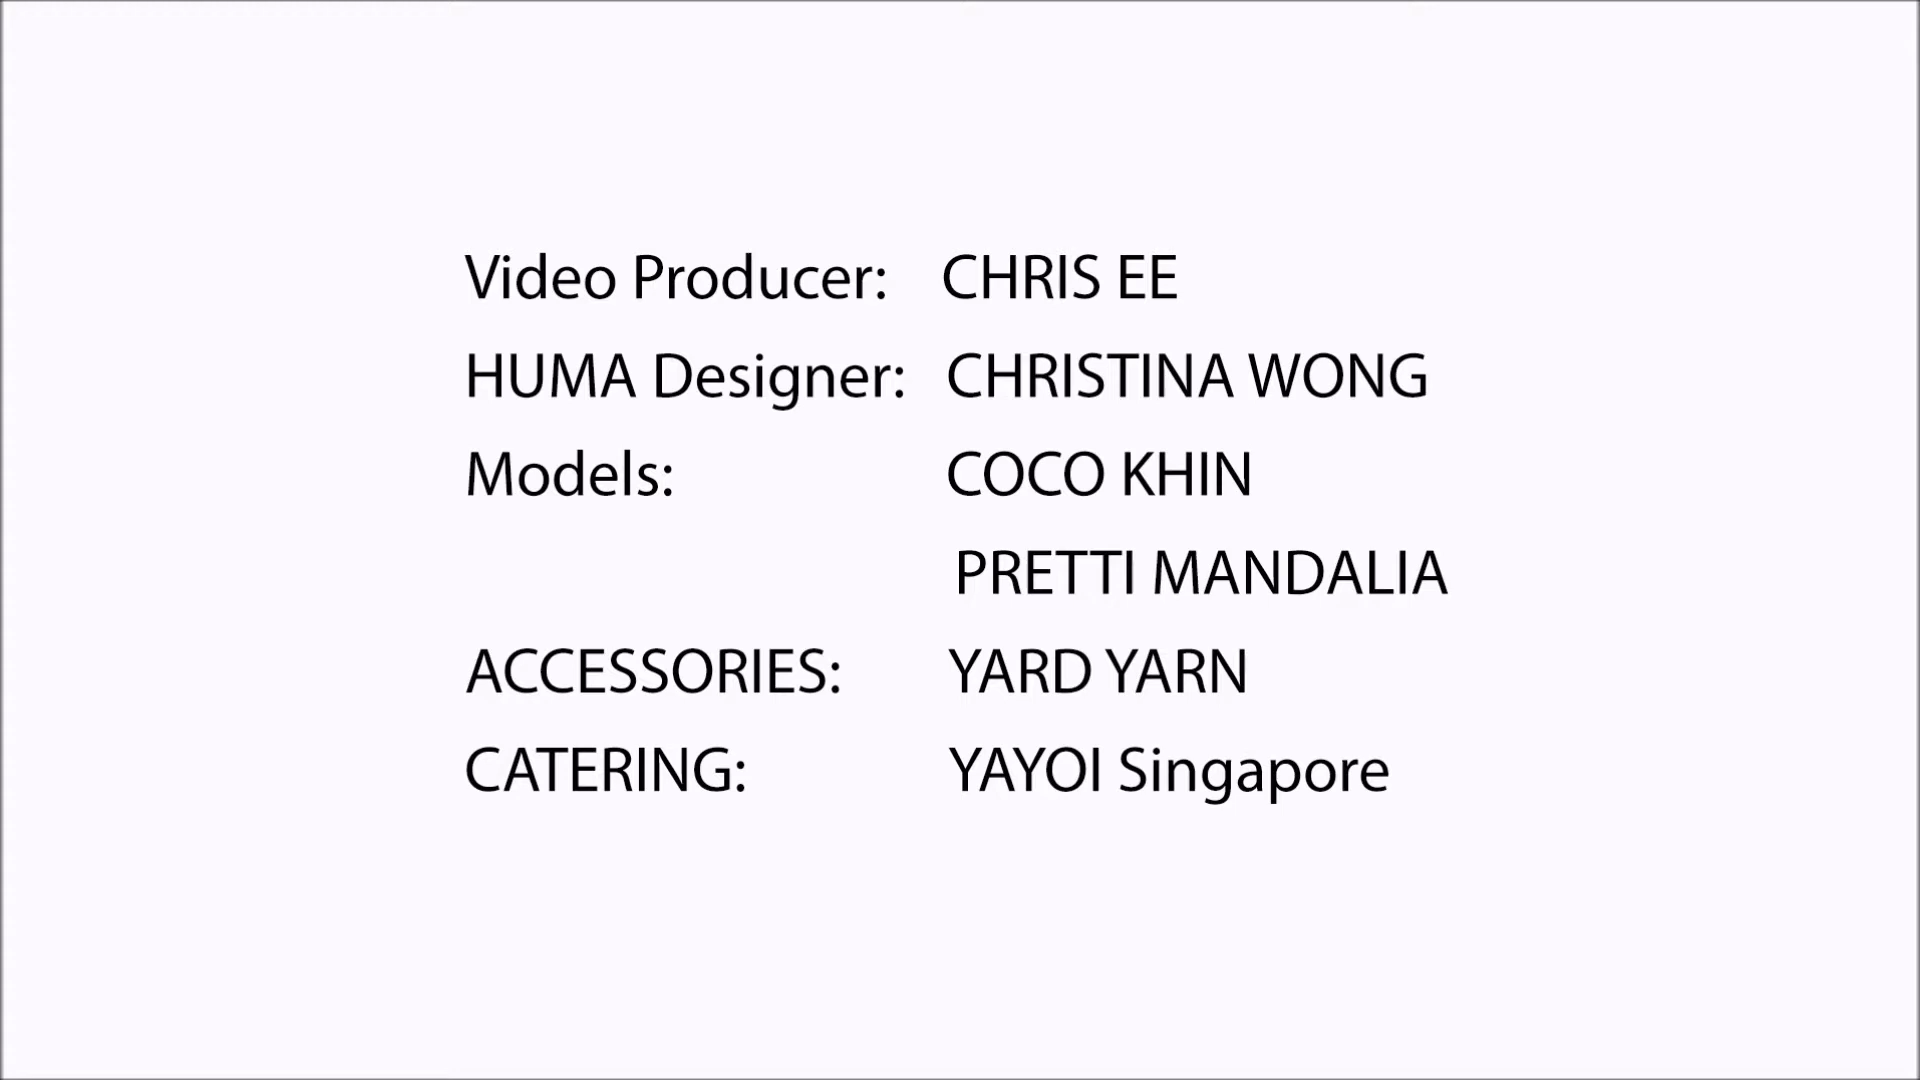 Video Producer: CHRIS EE
HUMA Designer: CHRISTINA WONG
Models: COCO KHIN
PRETTI MANDALIA
ACCESSORIES: YARD YARN
CATERING: YAYOI Singapore